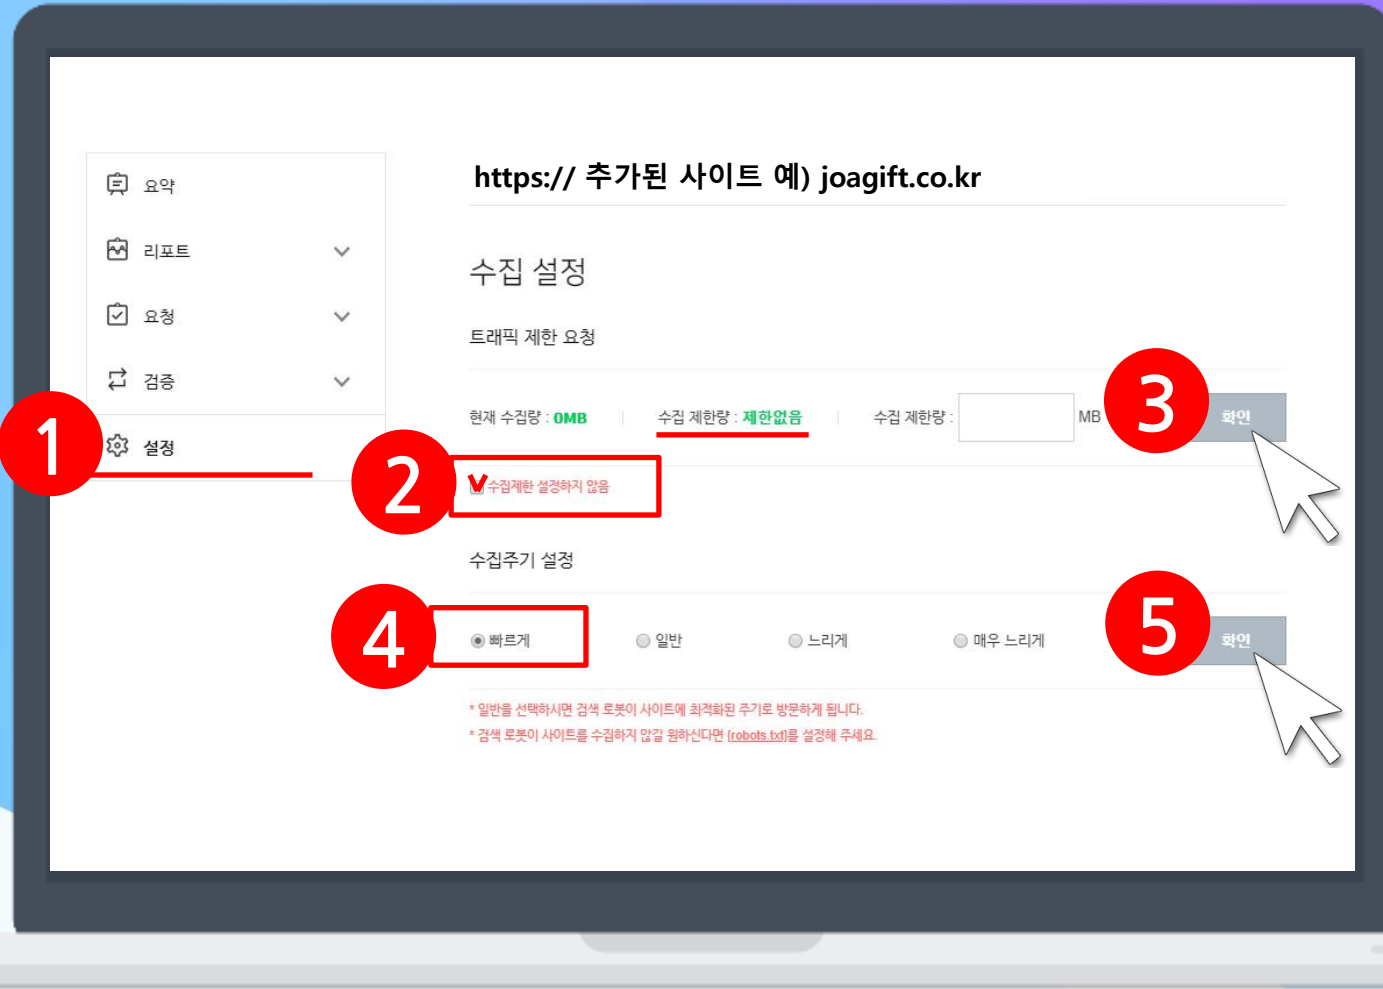 https:// 추가된 사이트 예) joagift.co.kr
요약
리포트
요청
검증
1
설정
수집 설정
트래픽 제한 요청
현재 수집량 : 0MB
수집 제한량 : 제한없음
수집 제한량 :
MB
3
확인
2
v 수집제한 설정하지 않음
수집주기 설정
4
빠르게
일반
느리게
매우 느리게
5
확인
* 일반을 선택하시면 검색 로봇이 사이트에 최적화된 주기로 방문하게 됩니다.
* 검색 로봇이 사이트를 수집하지 않길 원하신다면 [robots.txt]를 설정해 주세요.